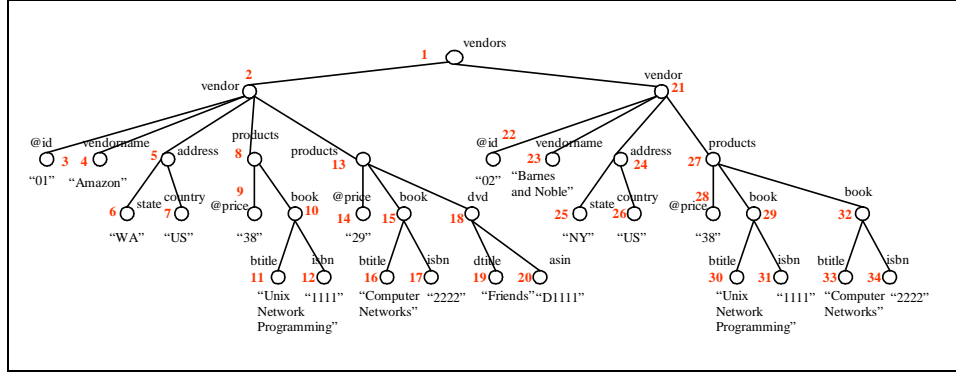 vendors
1
2
vendor
vendor
21
@id
3
"01"
vendorname
4
"Amazon"
5
address
products
8
products
13
@id
22
"02"
vendorname
23
"Barnes
and Noble"
address
24
products
27
6
state
"WA"
country
7
"US"
9
@price
"38"
book
10
@price
14
"29"
book
15
dvd
18
state
25
"NY"
country
26
"US"
28
@price
"38"
book
29
book
32
btitle
11
"Unix
Network
Programming"
isbn
12
"1111"
btitle
16
"Computer
Networks"
isbn
17
"2222"
dtitle
19
"Friends"
asin
20
"D1111"
btitle
30
"Unix
Network
Programming"
isbn
31
"1111"
btitle
33
"Computer
Networks"
isbn
34
"2222"